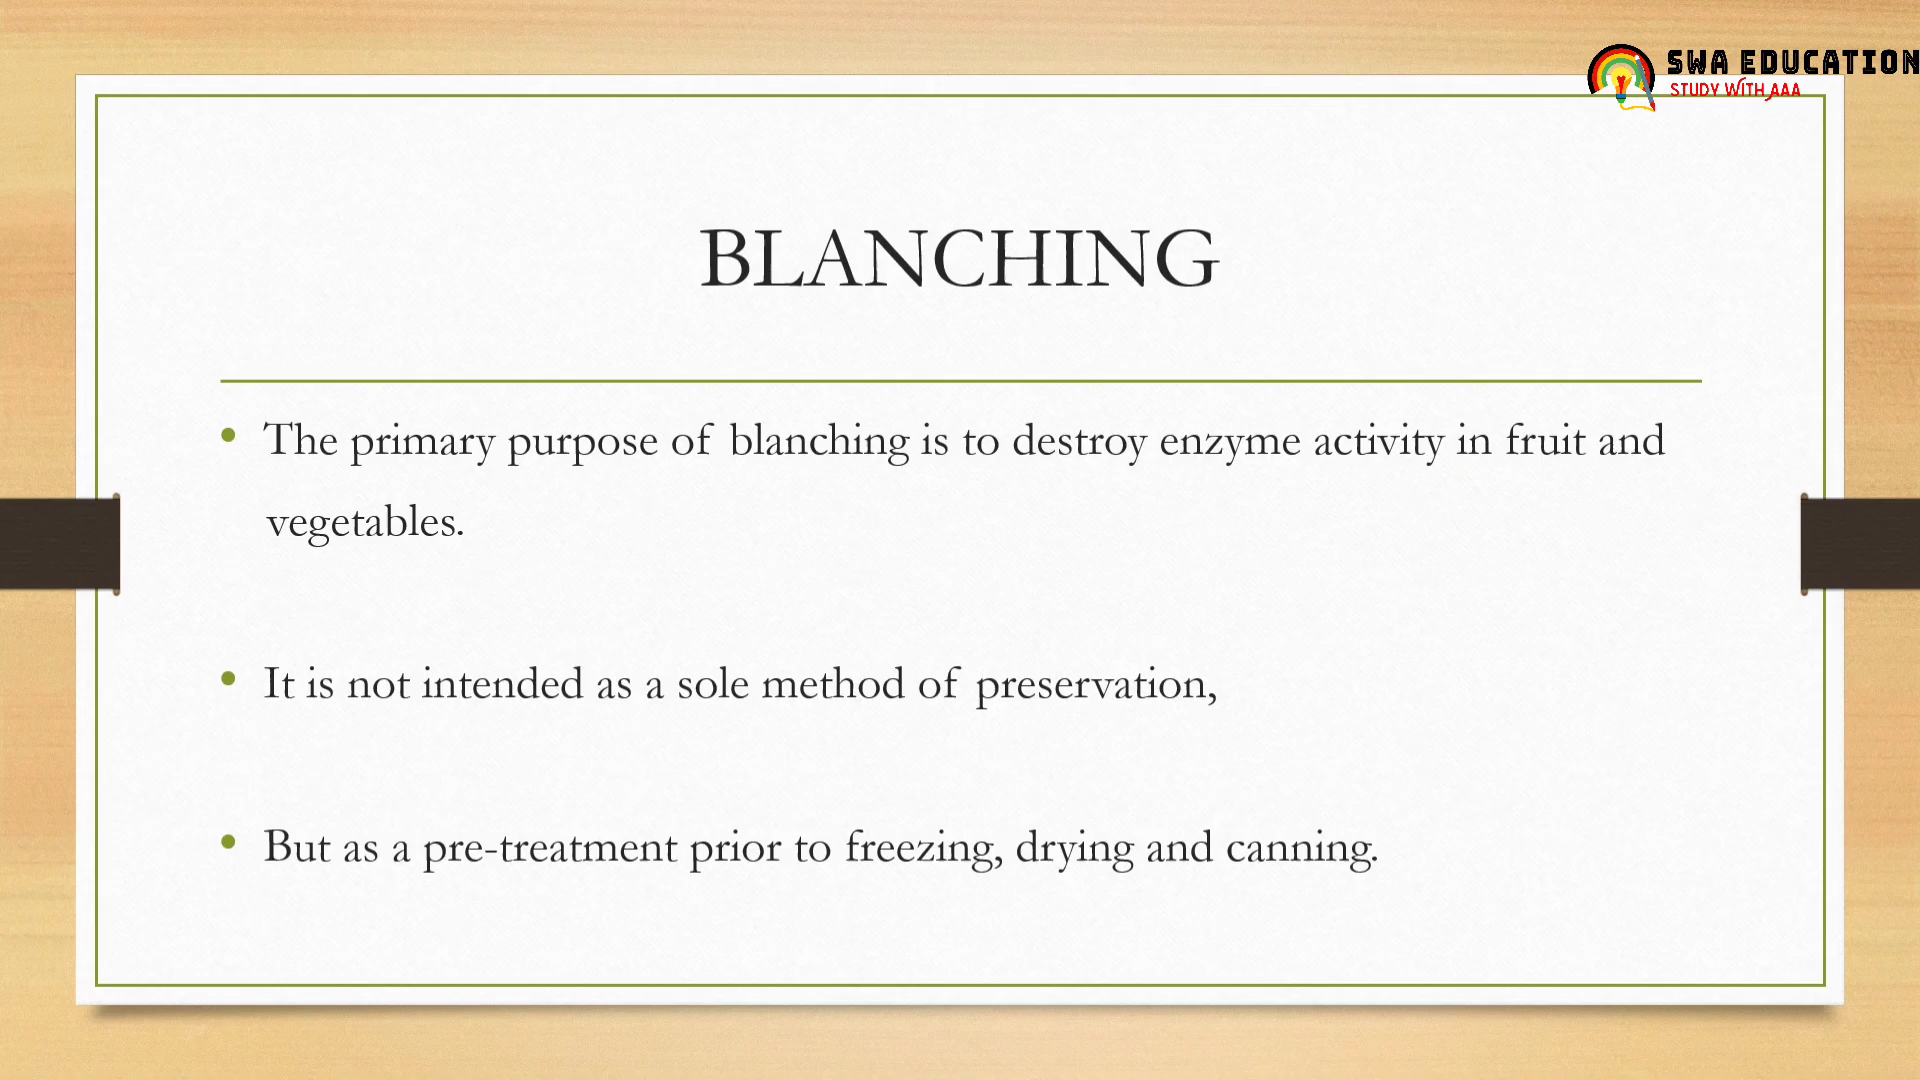 SWA EDUCATION
STUDY WITH AAA
BLANCHING
• The primary purpose of blanching is to destroy enzyme activity in fruit and
vegetables.
• It is not intended as a sole method of preservation,
• But as a pre-treatment prior to freezing, drying and canning.